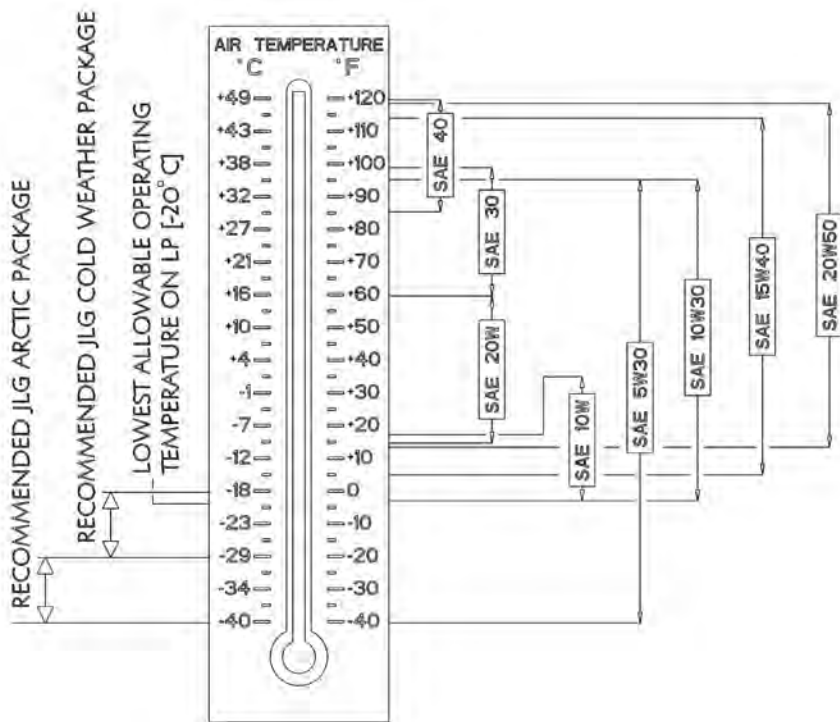 RECOMMENDED JLG ARCTIC PACKAGE
RECOMMENDED JLG COLD WEATHER PACKAGE
LOWEST ALLOWABLE OPERATING
TEMPERATURE ON LP [-20°C]
AIR TEMPERATURE
°C °F
+49 +120
+43 +110
+38 +100
+32 +90
+27 +80
+21 +70
+16 +60
+10 +50
+4 +40
-1 +30
-7 +20
-12 +10
-18 0
-23 -10
-29 -20
-34 -30
-40 -40
SAE 40
SAE 30
SAE 20W
SAE 10W
SAE 5W30
SAE 10W30
SAE 15W40
SAE 20W50